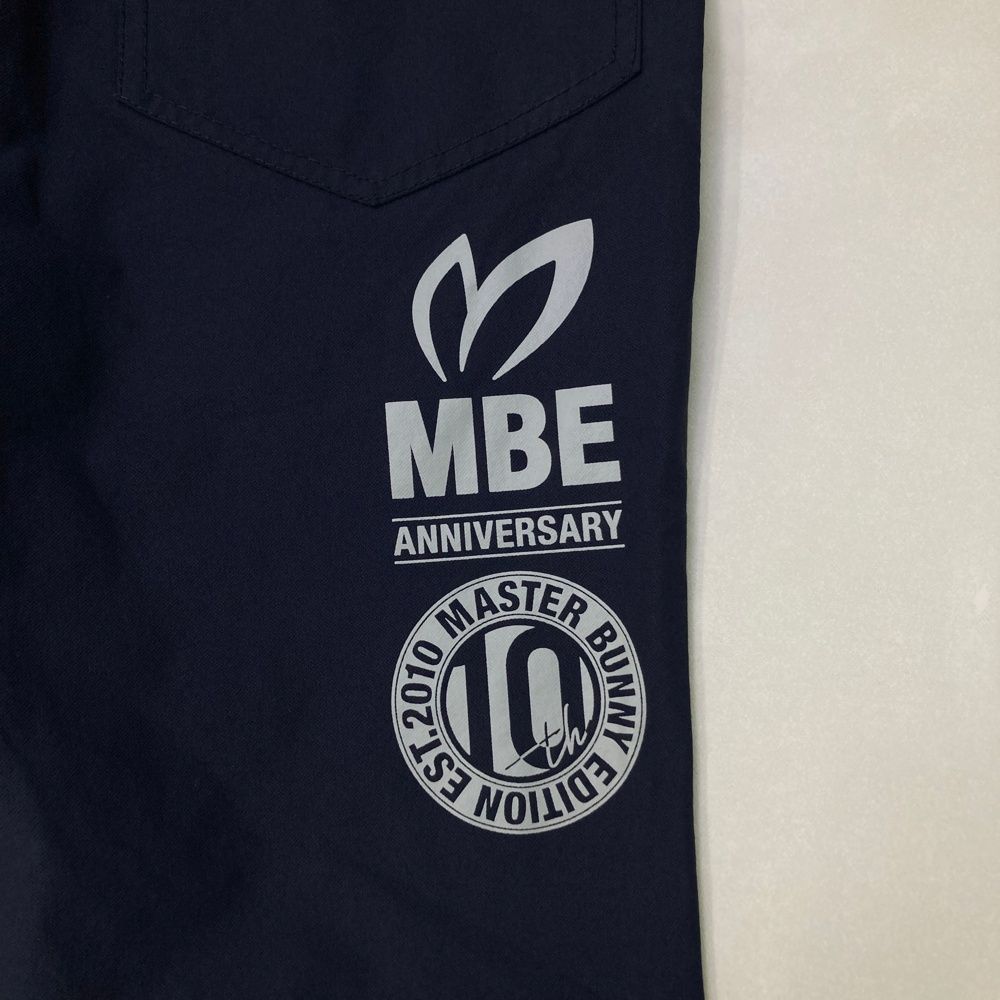 MBE
ANNIVERSARY
MASTER BUNNY EDITION EST.2010
10th